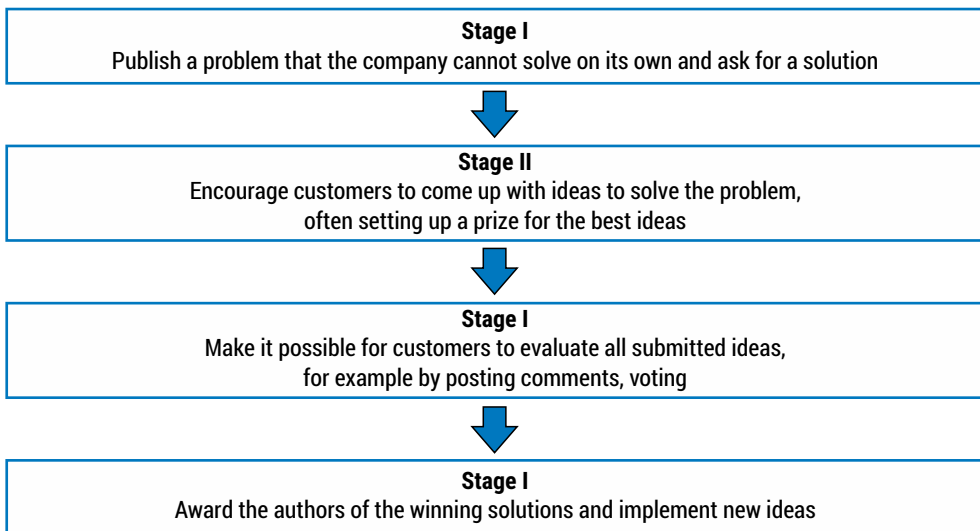 Stage I
Publish a problem that the company cannot solve on its own and ask for a solution
Stage II
Encourage customers to come up with ideas to solve the problem,
often setting up a prize for the best ideas
Stage I
Make it possible for customers to evaluate all submitted ideas,
for example by posting comments, voting
Stage I
Award the authors of the winning solutions and implement new ideas